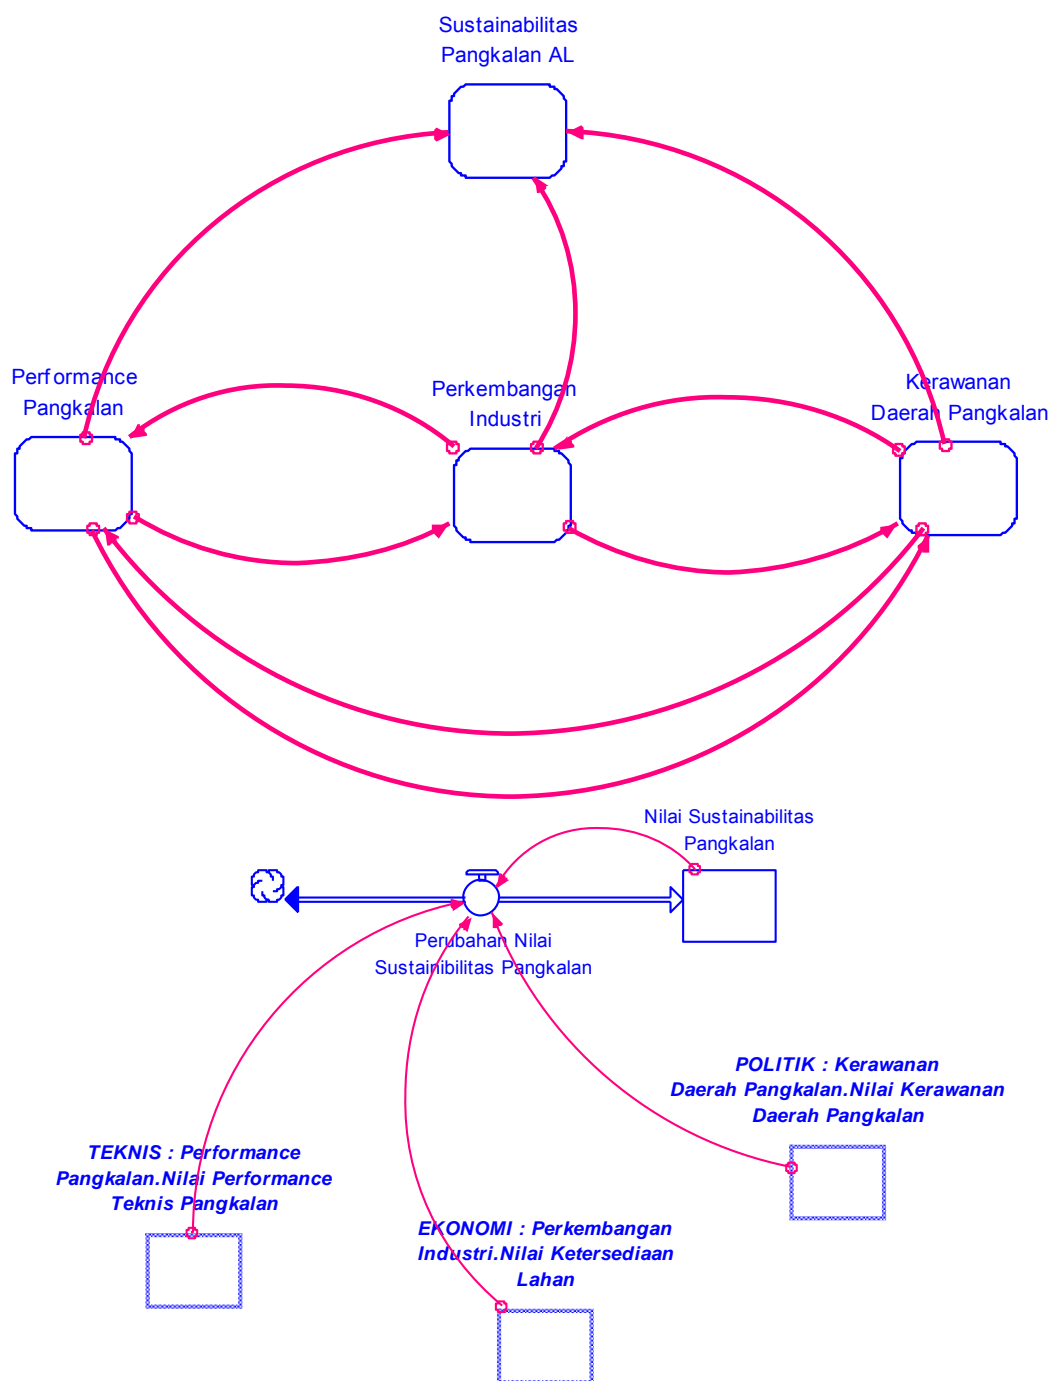 Sustainabilitas
Pangkalan AL
Performance
Pangkalan
Perkembangan
Industri
Kerawanan
Daerah Pangkalan
Nilai Sustainabilitas
Pangkalan
Perubahan Nilai
Sustainibilitas Pangkalan
POLITIK : Kerawanan
Daerah Pangkalan.Nilai Kerawanan
Daerah Pangkalan
TEKNIS : Performance
Pangkalan.Nilai Performance
Teknis Pangkalan
EKONOMI : Perkembangan
Industri.Nilai Ketersediaan
Lahan